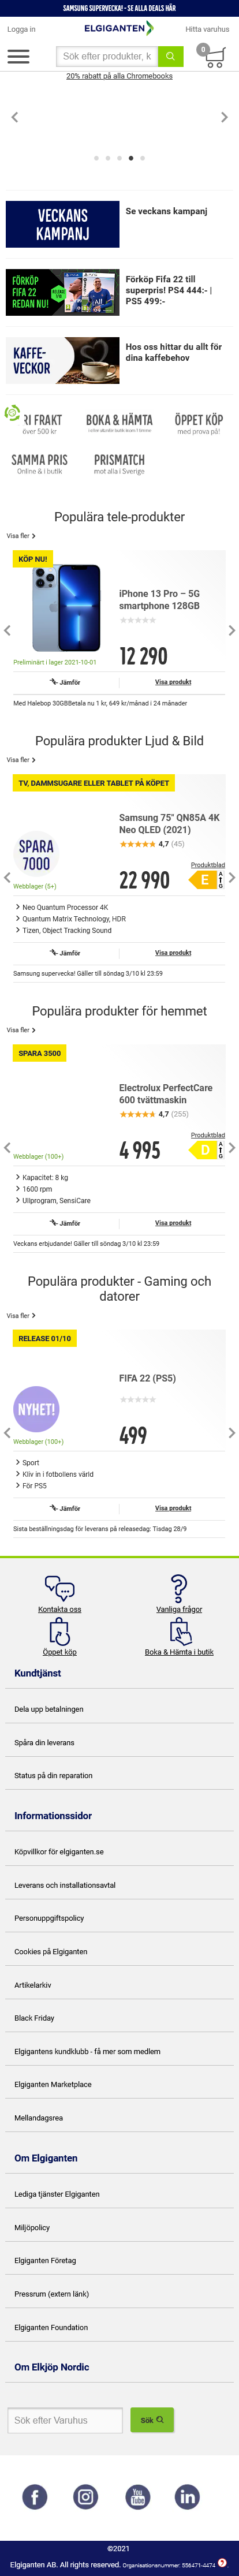 SAMSUNG SUPERVECKA! - SE ALLA DEALS HÄR
Logga in
ELGIGANTEN
Hitta varuhus
Sök efter produkter, k
0
20% rabatt på alla Chromebooks
VECKANS KAMPANJ
Se veckans kampanj
FÖRKÖP
FIFA 22
REDAN NU!
Förköp Fifa 22 till
superpris! PS4 444:- |
PS5 499:-
KAFFE-
VECKOR
Hos oss hittar du allt för
dina kaffebehov
RI FRAKT
över 500 kr
BOKA & HÄMTA
ÖPPET KÖP
med prova på!
SAMMA PRIS
Online & i butik
PRISMATCH
mot alla i Sverige
Populära tele-produkter
Visa fler
KÖP NU!
iPhone 13 Pro – 5G
smartphone 128GB
12 290
Preliminärt i lager 2021-10-01
Jämför
Visa produkt
Med Halebop 30GBBetala nu 1 kr, 649 kr/månad i 24 månader
Populära produkter Ljud & Bild
Visa fler
TV, DAMMSUGARE ELLER TABLET PÅ KÖPET
Samsung 75" QN85A 4K
Neo QLED (2021)
4,7 (45)
SPARA
7000
Produktblad
22 990
E
A
G
Webblager (5+)
Neo Quantum Processor 4K
Quantum Matrix Technology, HDR
Tizen, Object Tracking Sound
Jämför
Visa produkt
Samsung supervecka! Gäller till söndag 3/10 kl 23:59
Populära produkter för hemmet
Visa fler
SPARA 3500
Electrolux PerfectCare
600 tvättmaskin
4,7 (255)
Produktblad
4 995
D
A
G
Webblager (100+)
Kapacitet: 8 kg
1600 rpm
Ullprogram, SensiCare
Jämför
Visa produkt
Veckans erbjudande! Gäller till söndag 3/10 kl 23:59
Populära produkter - Gaming och
datorer
Visa fler
RELEASE 01/10
FIFA 22 (PS5)
NYHET!
499
Webblager (100+)
Sport
Kliv in i fotbollens värld
För PS5
Jämför
Visa produkt
Sista beställningsdag för leverans på releasedag: Tisdag 28/9
Kontakta oss
Vanliga frågor
Öppet köp
Boka & Hämta i butik
Kundtjänst
Dela upp betalningen
Spåra din leverans
Status på din reparation
Informationssidor
Köpvillkor för elgiganten.se
Leverans och installationsavtal
Personuppgiftspolicy
Cookies på Elgiganten
Artikelarkiv
Black Friday
Elgigantens kundklubb - få mer som medlem
Elgiganten Marketplace
Mellandagsrea
Om Elgiganten
Lediga tjänster Elgiganten
Miljöpolicy
Elgiganten Företag
Pressrum (extern länk)
Elgiganten Foundation
Om Elkjöp Nordic
Sök efter Varuhus
Sök
You
Tube
©2021
Elgiganten AB. All rights reserved. Organisationsnummer: 556471-4474